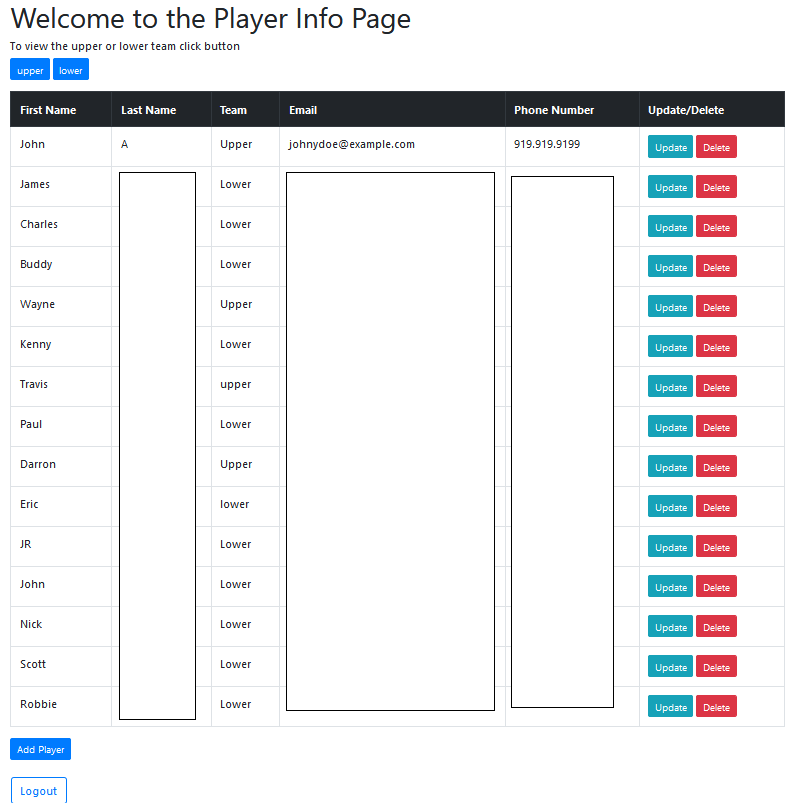 Welcome to the Player Info Page
To view the upper or lower team click button
upper lower
First Name Last Name Team Email Phone Number Update/Delete
John A Upper johnydoe@example.com 919.919.9199 Update Delete
James Lower Update Delete
Charles Lower Update Delete
Buddy Lower Update Delete
Wayne Upper Update Delete
Kenny Lower Update Delete
Travis upper Update Delete
Paul Lower Update Delete
Darron Upper Update Delete
Eric lower Update Delete
JR Lower Update Delete
John Lower Update Delete
Nick Lower Update Delete
Scott Lower Update Delete
Robbie Lower Update Delete
Add Player
Logout